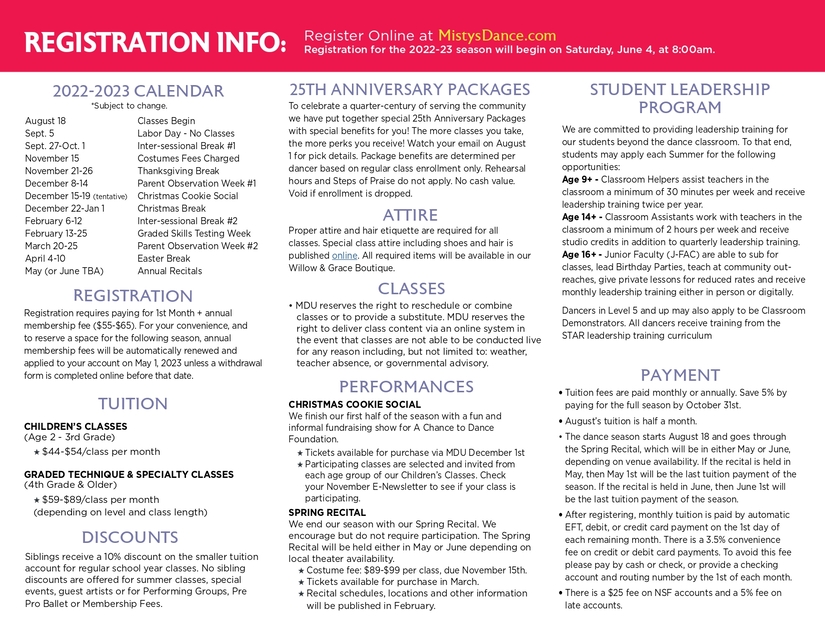 REGISTRATION INFO:
Register Online at MistysDance.com
Registration for the 2022-23 season will begin on Saturday, June 4, at 8:00am.
2022-2023 CALENDAR
*Subject to change.
August 18 Classes Begin
Sept. 5 Labor Day - No Classes
Sept. 27-Oct. 1 Inter-sessional Break #1
November 15 Costumes Fees Charged
November 21-26 Thanksgiving Break
December 8-14 Parent Observation Week #1
December 15-19 (tentative) Christmas Cookie Social
December 22-Jan 1 Christmas Break
February 6-12 Inter-sessional Break #2
February 13-25 Graded Skills Testing Week
March 20-25 Parent Observation Week #2
April 4-10 Easter Break
May (or June TBA) Annual Recitals
REGISTRATION
Registration requires paying for 1st Month + annual
membership fee ($55-$65). For your convenience, and
to reserve a space for the following season, annual
membership fees will be automatically renewed and
applied to your account on May 1, 2023 unless a withdrawal
form is completed online before that date.
TUITION
CHILDREN'S CLASSES
(Age 2 - 3rd Grade)
★ $44-$54/class per month
GRADED TECHNIQUE & SPECIALTY CLASSES
(4th Grade & Older)
★ $59-$89/class per month
(depending on level and class length)
DISCOUNTS
Siblings receive a 10% discount on the smaller tuition
account for regular school year classes. No sibling
discounts are offered for summer classes, special
events, guest artists or for Performing Groups, Pre
Pro Ballet or Membership Fees.
25TH ANNIVERSARY PACKAGES
To celebrate a quarter-century of serving the community
we have put together special 25th Anniversary Packages
with special benefits for you! The more classes you take,
the more perks you receive! Watch your email on August
1 for pick details. Package benefits are determined per
dancer based on regular class enrollment only. Rehearsal
hours and Steps of Praise do not apply. No cash value.
Void if enrollment is dropped.
ATTIRE
Proper attire and hair etiquette are required for all
classes. Special class attire including shoes and hair is
published online. All required items will be available in our
Willow & Grace Boutique.
CLASSES
• MDU reserves the right to reschedule or combine
classes or to provide a substitute. MDU reserves the
right to deliver class content via an online system in
the event that classes are not able to be conducted live
for any reason including, but not limited to: weather,
teacher absence, or governmental advisory.
PERFORMANCES
CHRISTMAS COOKIE SOCIAL
We finish our first half of the season with a fun and
informal fundraising show for A Chance to Dance
Foundation.
★ Tickets available for purchase via MDU December 1st
★ Participating classes are selected and invited from
each age group of our Children's Classes. Check
your November E-Newsletter to see if your class is
participating.
SPRING RECITAL
We end our season with our Spring Recital. We
encourage but do not require participation. The Spring
Recital will be held either in May or June depending on
local theater availability.
★ Costume fee: $89-$99 per class, due November 15th.
★ Tickets available for purchase in March.
★ Recital schedules, locations and other information
will be published in February.
STUDENT LEADERSHIP
PROGRAM
We are committed to providing leadership training for
our students beyond the dance classroom. To that end,
students may apply each Summer for the following
opportunities:
Age 9+ - Classroom Helpers assist teachers in the
classroom a minimum of 30 minutes per week and receive
leadership training twice per year.
Age 14+ - Classroom Assistants work with teachers in the
classroom a minimum of 2 hours per week and receive
studio credits in addition to quarterly leadership training.
Age 16+ - Junior Faculty (J-FAC) are able to sub for
classes, lead Birthday Parties, teach at community out-
reaches, give private lessons for reduced rates and receive
monthly leadership training either in person or digitally.
Dancers in Level 5 and up may also apply to be Classroom
Demonstrators. All dancers receive training from the
STAR leadership training curriculum
PAYMENT
• Tuition fees are paid monthly or annually. Save 5% by
paying for the full season by October 31st.
• August's tuition is half a month.
• The dance season starts August 18 and goes through
the Spring Recital, which will be in either May or June,
depending on venue availability. If the recital is held in
May, then May 1st will be the last tuition payment of the
season. If the recital is held in June, then June 1st will
be the last tuition payment of the season.
• After registering, monthly tuition is paid by automatic
EFT, debit, or credit card payment on the 1st day of
each remaining month. There is a 3.5% convenience
fee on credit or debit card payments. To avoid this fee
please pay by cash or check, or provide a checking
account and routing number by the 1st of each month.
• There is a $25 fee on NSF accounts and a 5% fee on
late accounts.